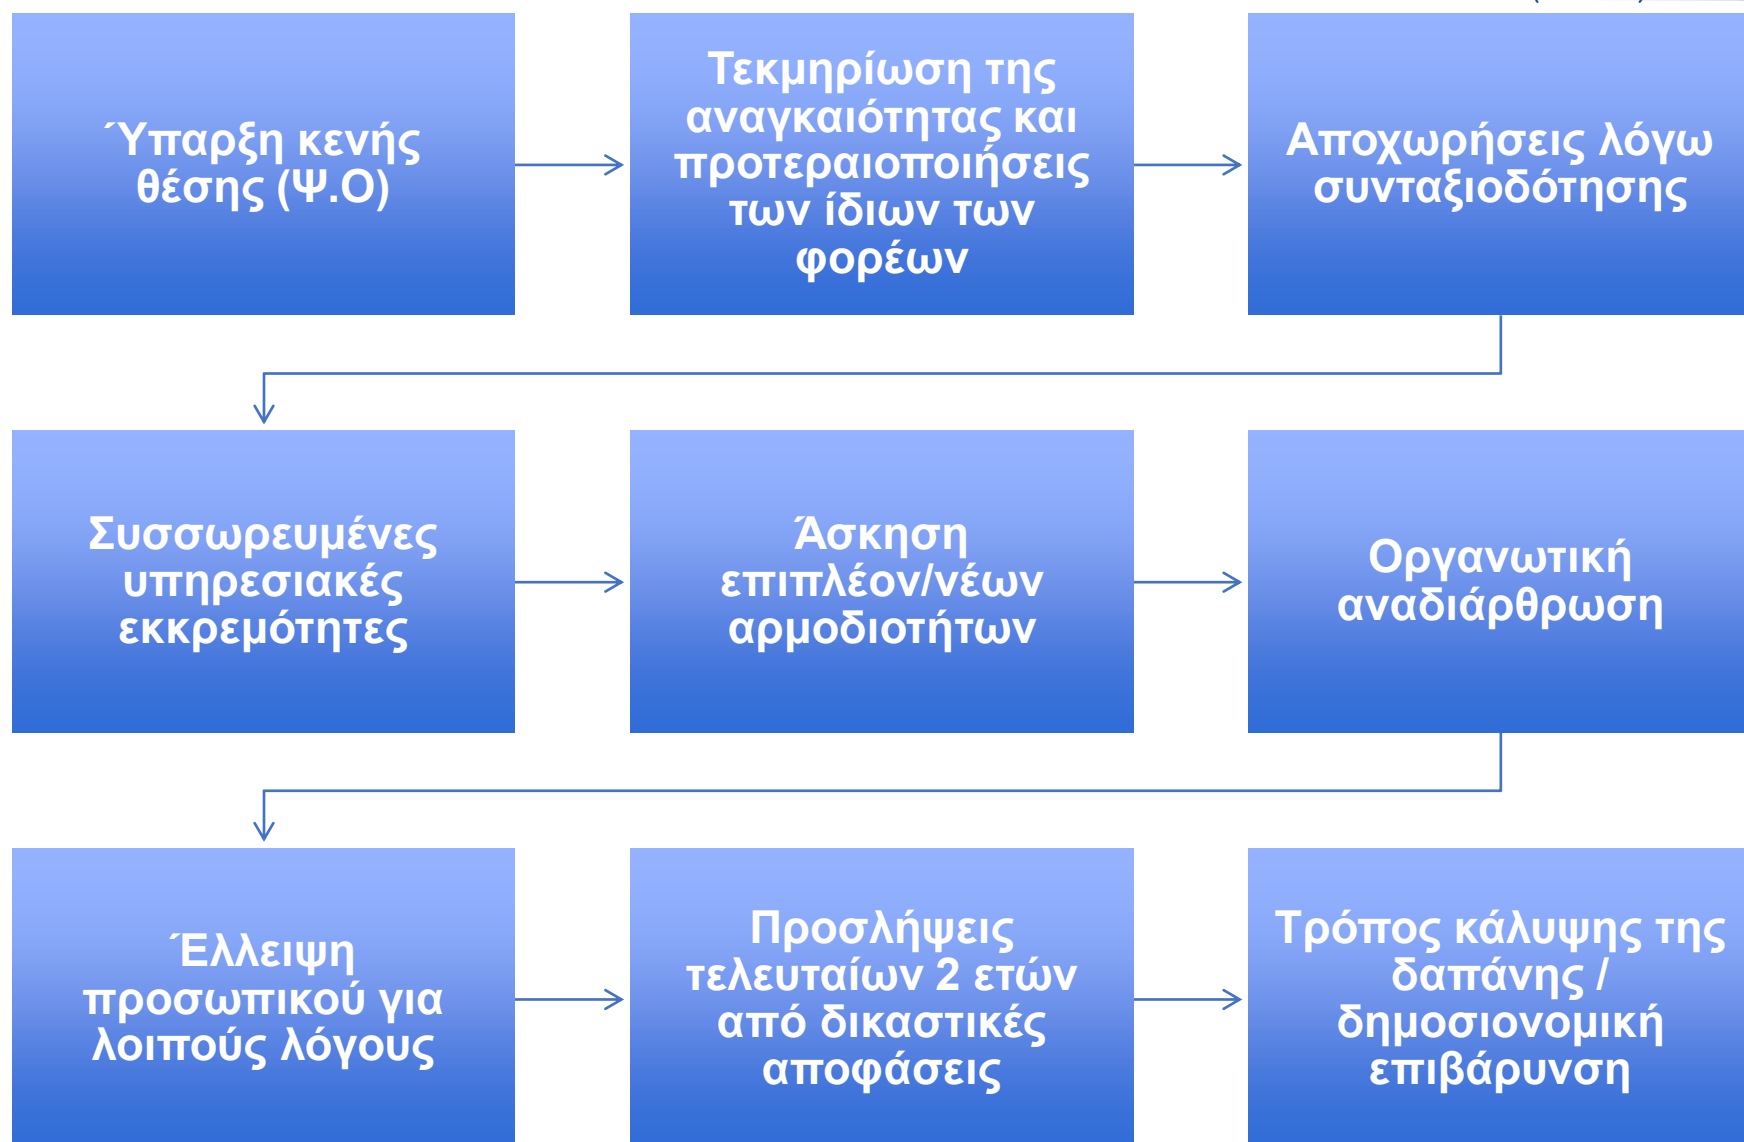 Ύπαρξη κενής
θέσης (Ψ.Ο)
Τεκμηρίωση της
αναγκαιότητας και
προτεραιοποιήσεις
των ίδιων των
φορέων
Αποχωρήσεις λόγω
συνταξιοδότησης
Συσσωρευμένες
υπηρεσιακές
εκκρεμότητες
Άσκηση
επιπλέον/νέων
αρμοδιοτήτων
Οργανωτική
αναδιάρθρωση
Έλλειψη
προσωπικού για
λοιπούς λόγους
Προσλήψεις
τελευταίων 2 ετών
από δικαστικές
αποφάσεις
Τρόπος κάλυψης της
δαπάνης /
δημοσιονομική
επιβάρυνση